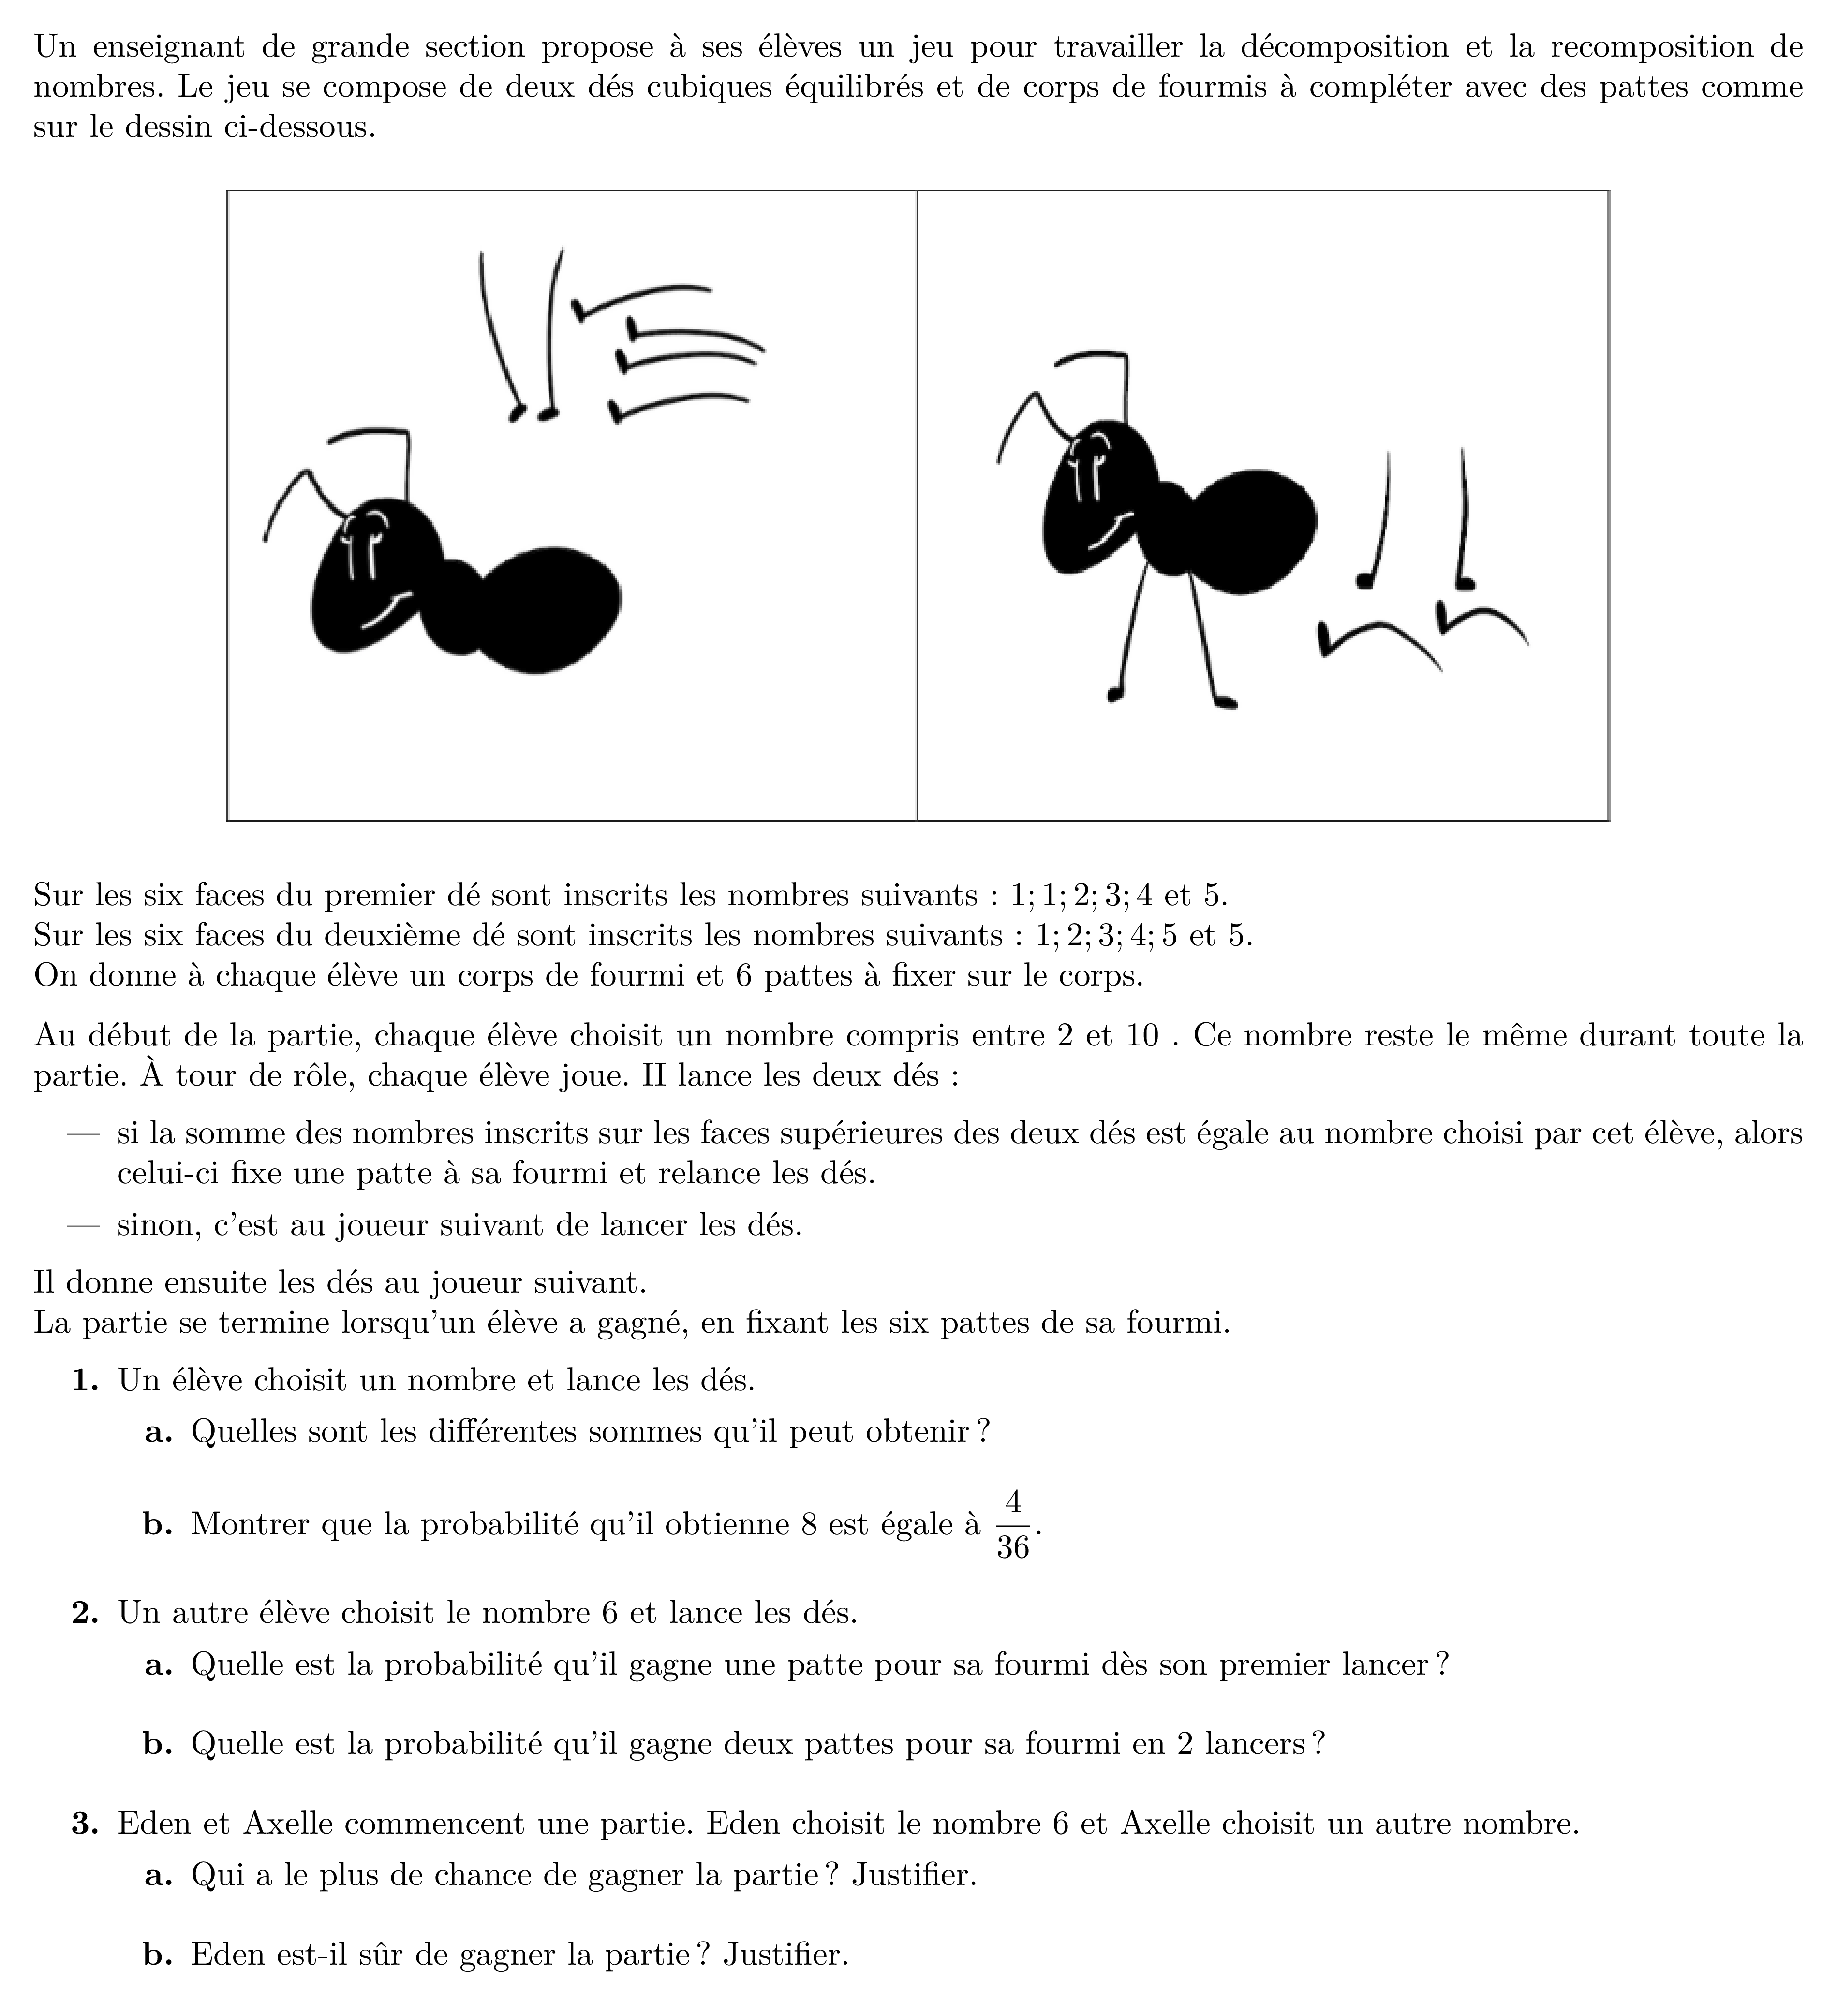 Un enseignant de grande section propose à ses élèves un jeu pour travailler la décomposition et la recomposition de
nombres. Le jeu se compose de deux dés cubiques équilibrés et de corps de fourmis à compléter avec des pattes comme
sur le dessin ci-dessous.
Sur les six faces du premier dé sont inscrits les nombres suivants : 1; 1; 2; 3; 4 et 5.
Sur les six faces du deuxième dé sont inscrits les nombres suivants : 1; 2; 3; 4; 5 et 5.
On donne à chaque élève un corps de fourmi et 6 pattes à fixer sur le corps.
Au début de la partie, chaque élève choisit un nombre compris entre 2 et 10 . Ce nombre reste le même durant toute la
partie. À tour de rôle, chaque élève joue. II lance les deux dés :
— si la somme des nombres inscrits sur les faces supérieures des deux dés est égale au nombre choisi par cet élève, alors
celui-ci fixe une patte à sa fourmi et relance les dés.
— sinon, c'est au joueur suivant de lancer les dés.
Il donne ensuite les dés au joueur suivant.
La partie se termine lorsqu'un élève a gagné, en fixant les six pattes de sa fourmi.
1. Un élève choisit un nombre et lance les dés.
a. Quelles sont les différentes sommes qu'il peut obtenir ?
b. Montrer que la probabilité qu'il obtienne 8 est égale à 4/36.
2. Un autre élève choisit le nombre 6 et lance les dés.
a. Quelle est la probabilité qu'il gagne une patte pour sa fourmi dès son premier lancer ?
b. Quelle est la probabilité qu'il gagne deux pattes pour sa fourmi en 2 lancers ?
3. Eden et Axelle commencent une partie. Eden choisit le nombre 6 et Axelle choisit un autre nombre.
a. Qui a le plus de chance de gagner la partie ? Justifier.
b. Eden est-il sûr de gagner la partie ? Justifier.